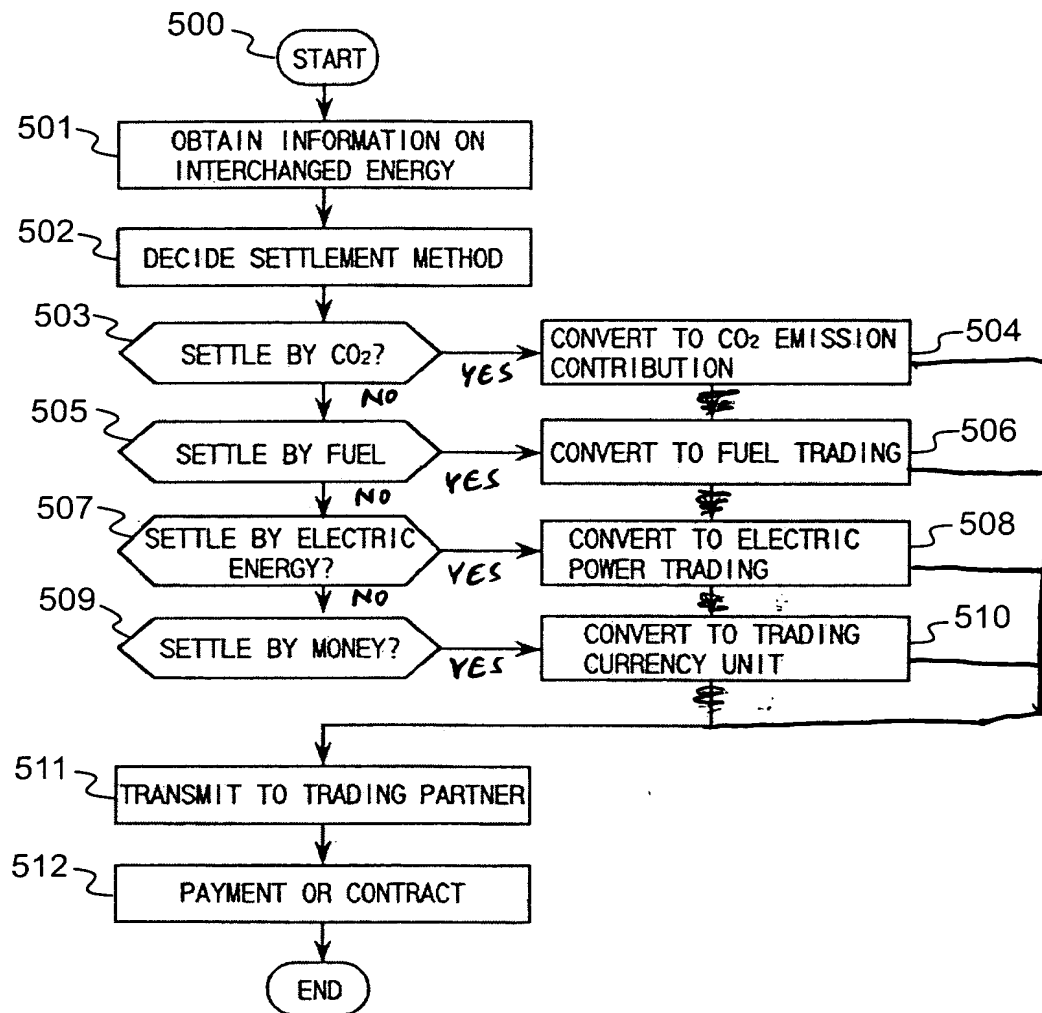 500
START
501
OBTAIN INFORMATION ON
INTERCHANGED ENERGY
502
DECIDE SETTLEMENT METHOD
503
SETTLE BY CO₂?
YES
CONVERT TO CO₂ EMISSION
CONTRIBUTION
504
NO
505
SETTLE BY FUEL
YES
CONVERT TO FUEL TRADING
506
NO
507
SETTLE BY ELECTRIC
ENERGY?
YES
CONVERT TO ELECTRIC
POWER TRADING
508
NO
509
SETTLE BY MONEY?
YES
CONVERT TO TRADING
CURRENCY UNIT
510
511
TRANSMIT TO TRADING PARTNER
512
PAYMENT OR CONTRACT
END